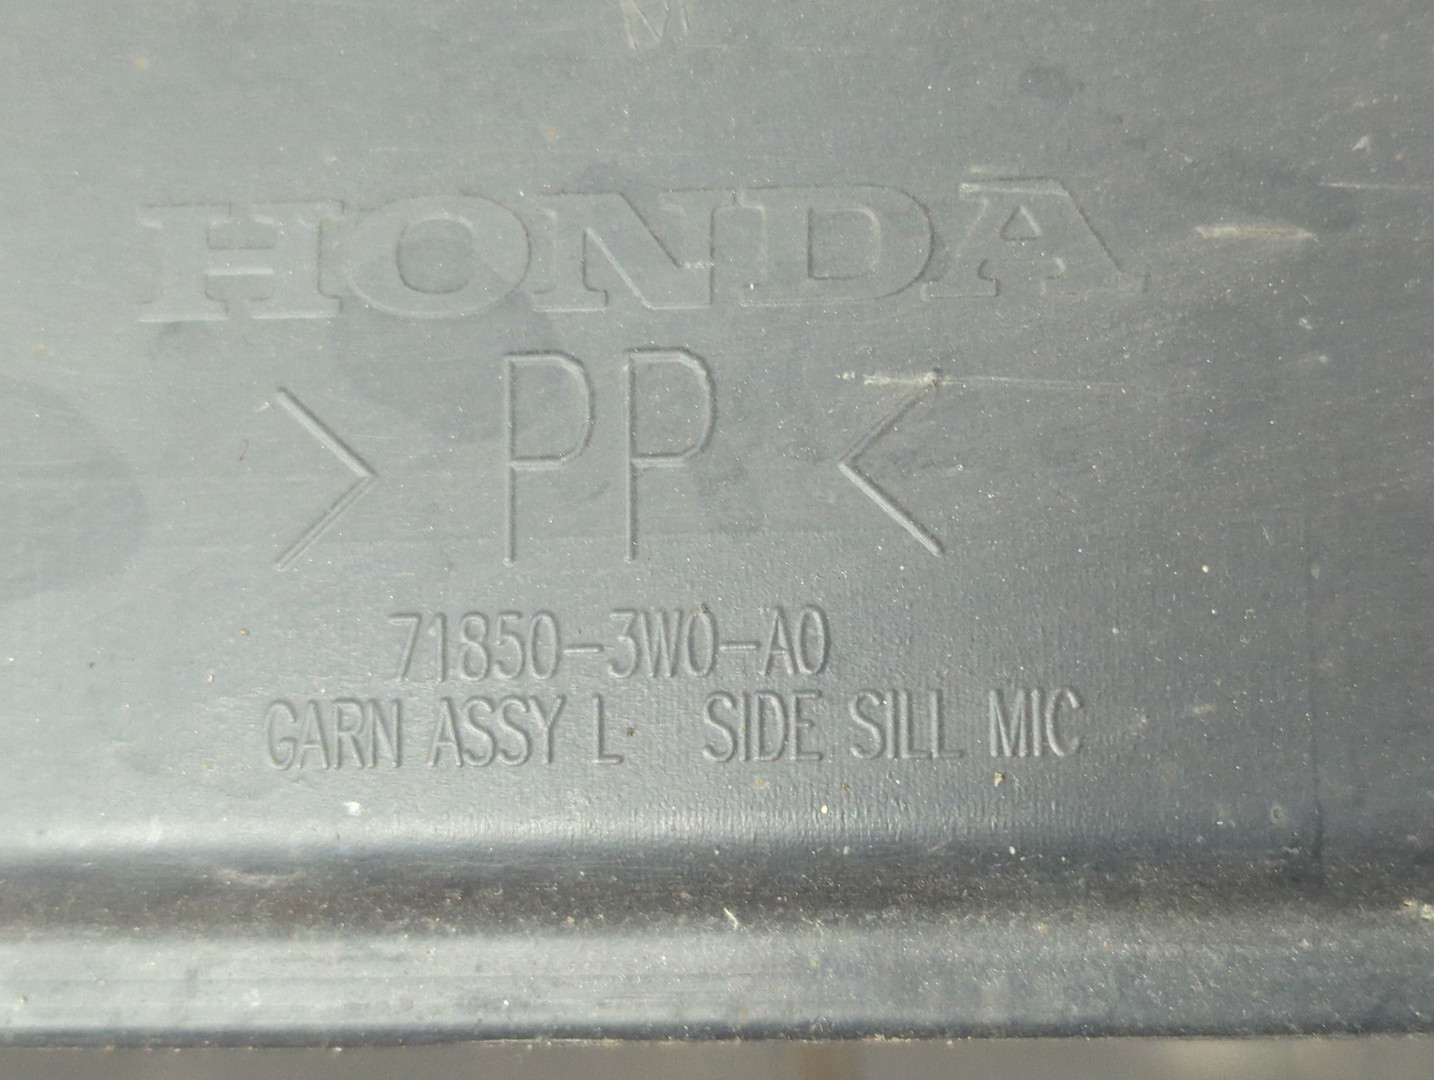 M
HONDA
>PP<
71850-3W0-A0
GARN ASSY L SIDE SILL MIC